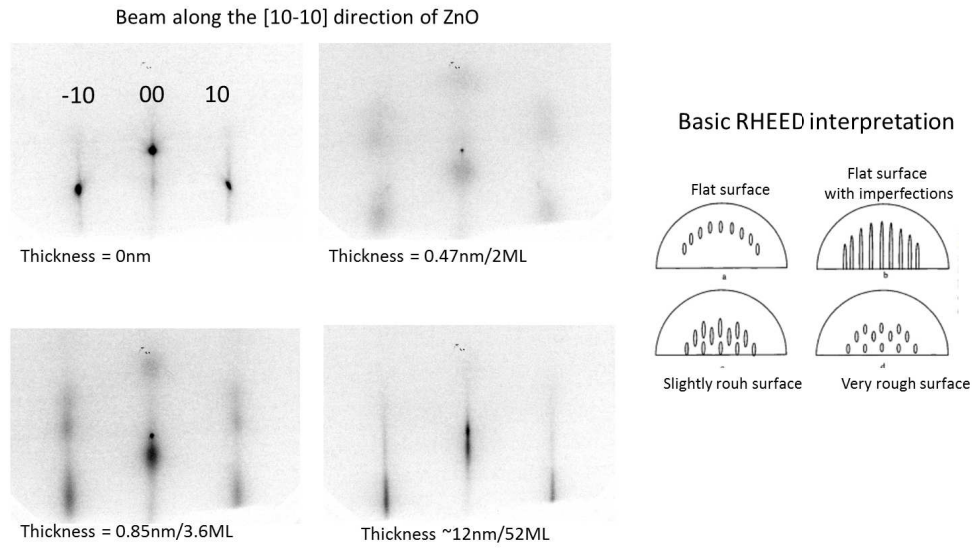 Beam along the [10-10] direction of ZnO
-10 00 10
Thickness = 0nm
Thickness = 0.47nm/2ML
Thickness = 0.85nm/3.6ML
Thickness ~12nm/52ML
Basic RHEED interpretation
Flat surface
Flat surface
with imperfections
a
b
Slightly rouh surface
Very rough surface